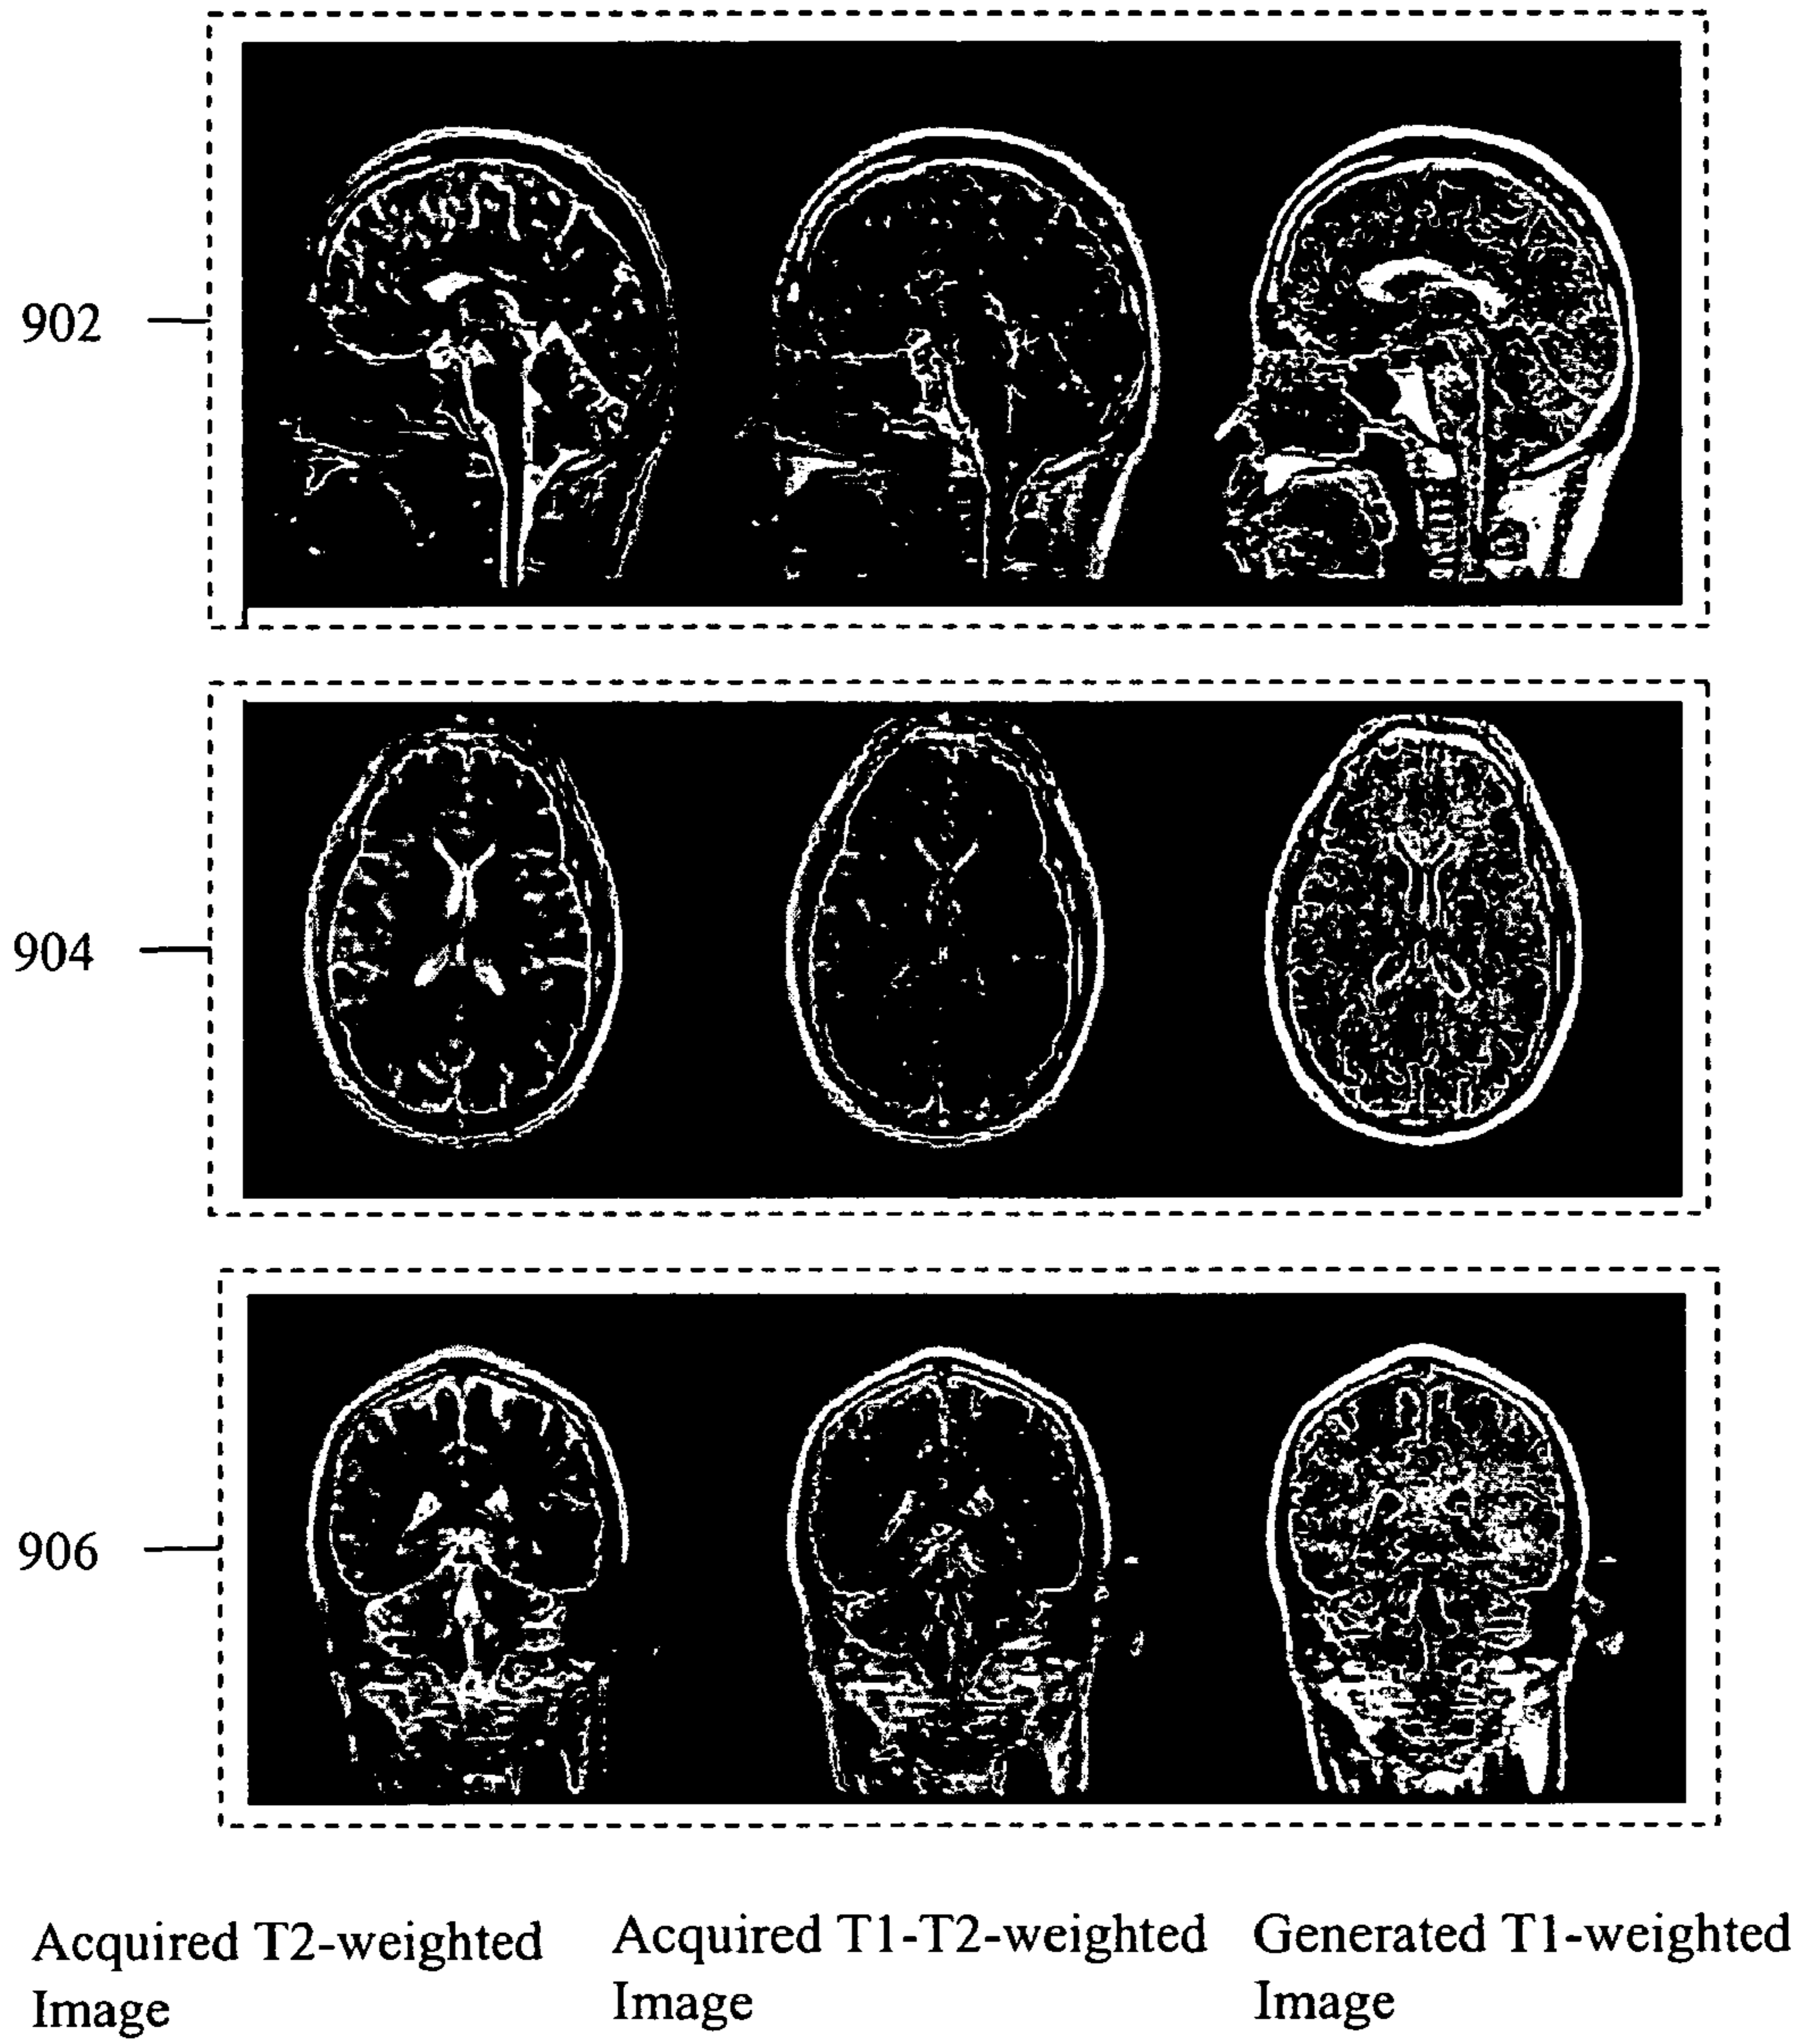 902
904
906
Acquired T2-weighted
Image
Acquired T1-T2-weighted
Image
Generated T1-weighted
Image